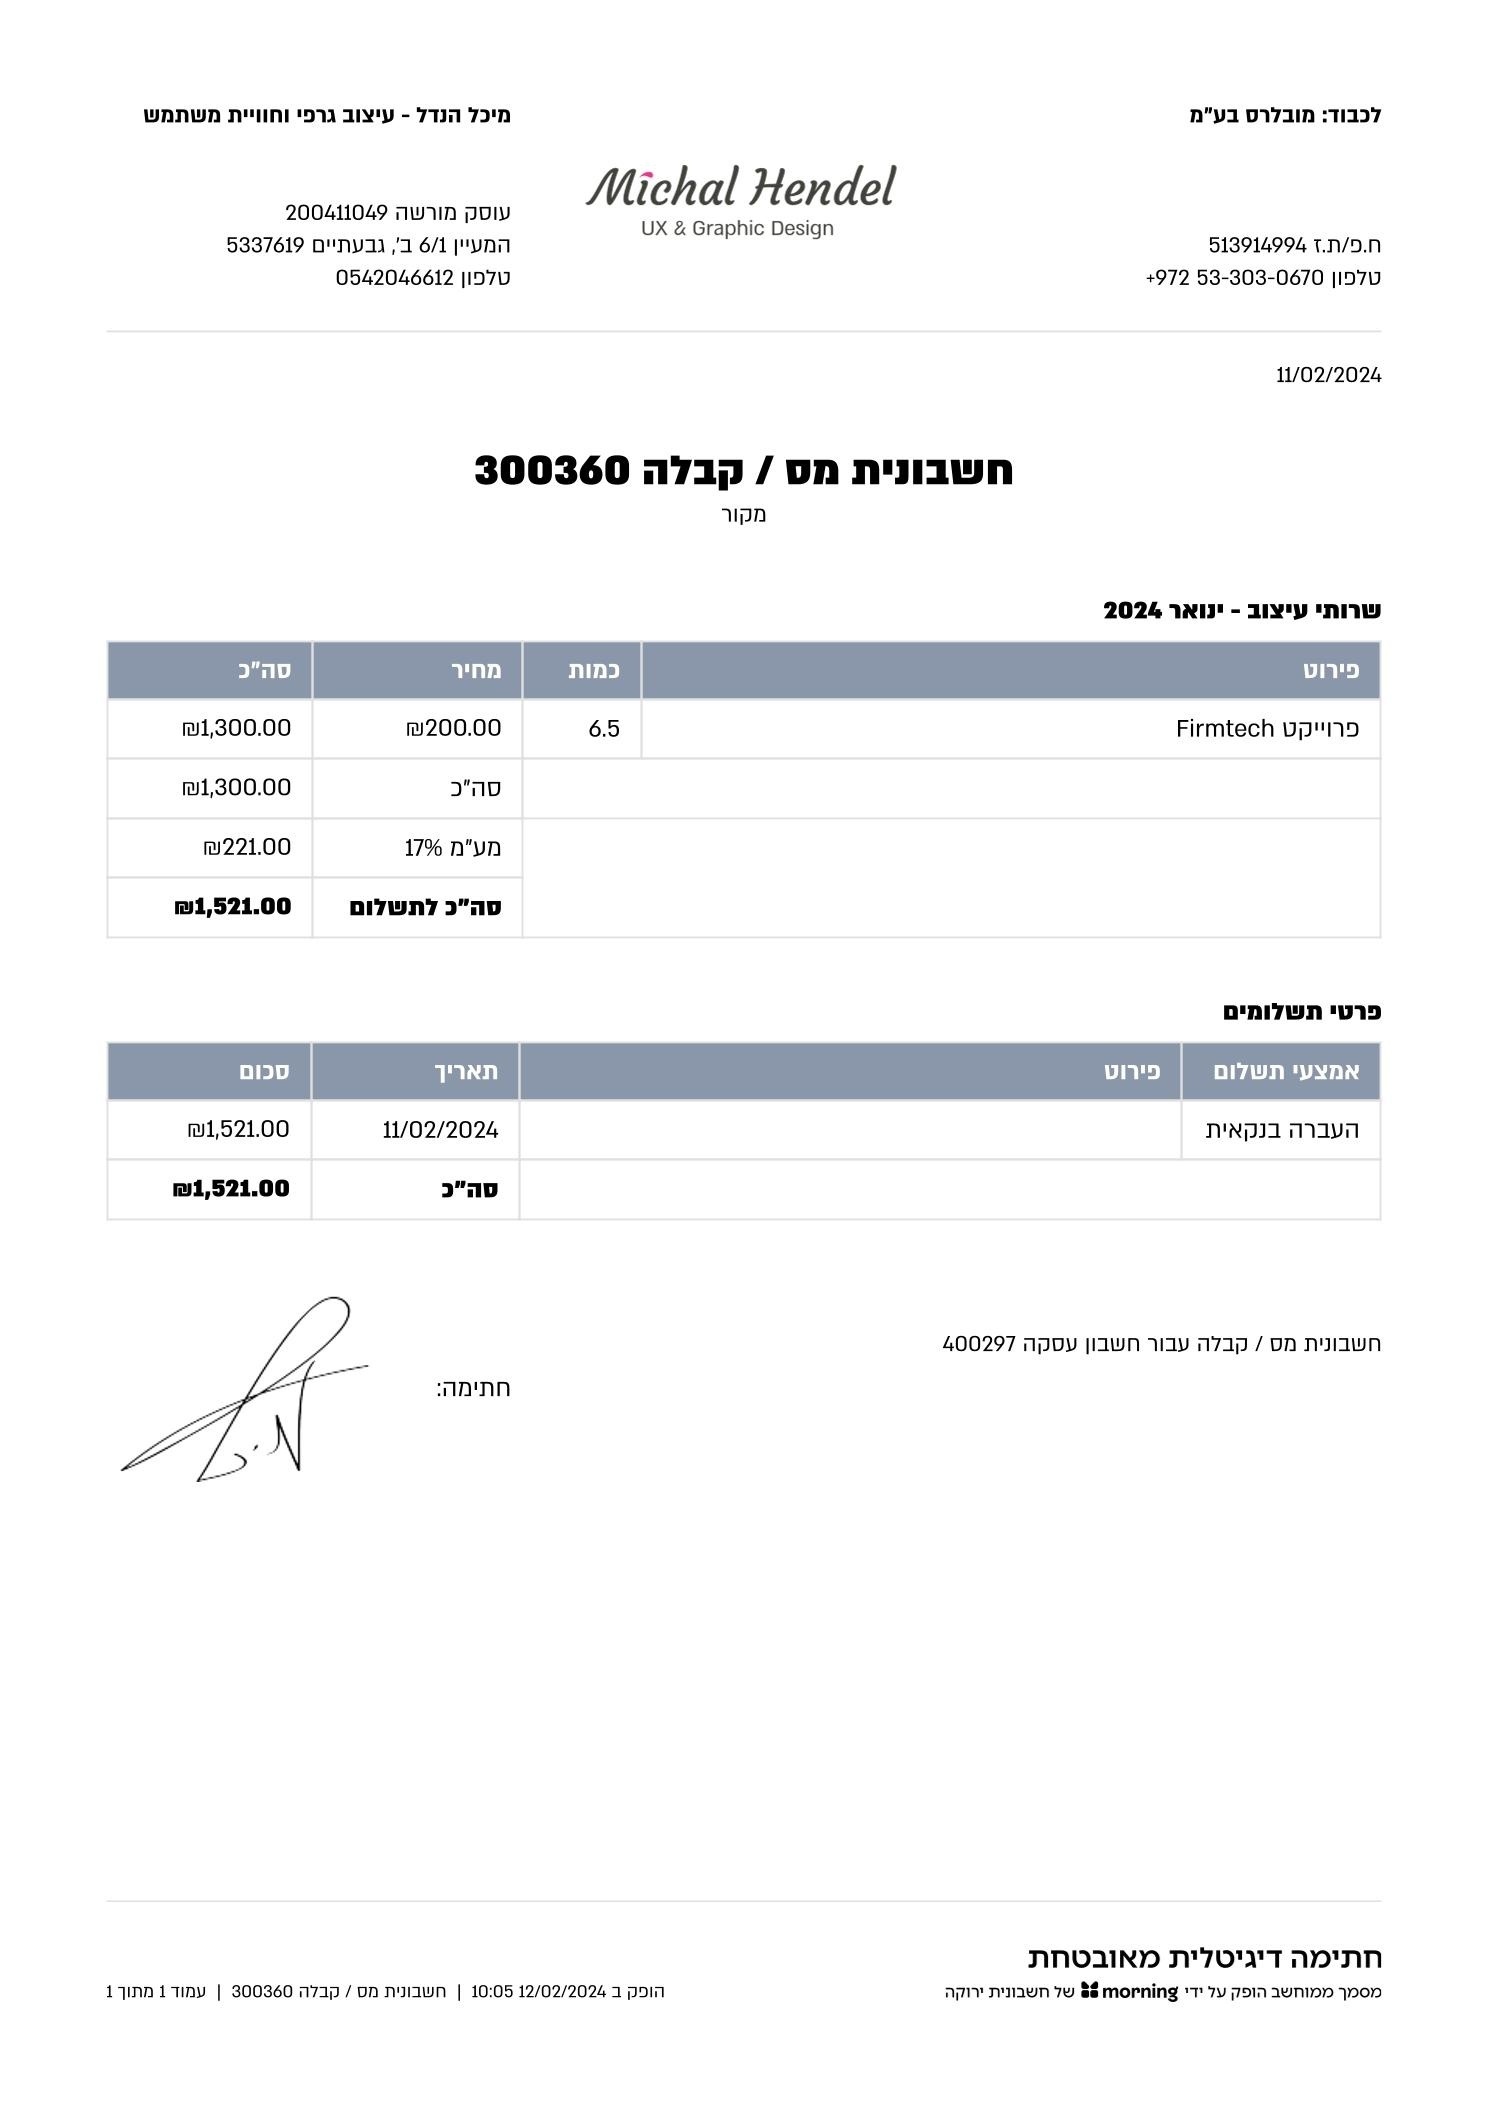 לכבוד: מובלרס בע"מ
ח.פ/ת.ז 513914994
טלפון 0670-303-53 972+
Michal Hendel
UX & Graphic Design
מיכל הנדל - עיצוב גרפי וחוויית משתמש
עוסק מורשה 200411049
המעיין 6/1 ב', גבעתיים 5337619
טלפון 0542046612
11/02/2024
חשבונית מס / קבלה 300360
מקור
שרותי עיצוב - ינואר 2024
פירוט כמות מחיר סה"כ
פרוייקט Firmtech 6.5 ₪200.00 ₪1,300.00
סה"כ ₪1,300.00
מע"מ 17% ₪221.00
סה"כ לתשלום ₪1,521.00
פרטי תשלומים
אמצעי תשלום פירוט תאריך סכום
העברה בנקאית 11/02/2024 ₪1,521.00
סה"כ ₪1,521.00
חשבונית מס / קבלה עבור חשבון עסקה 400297
חתימה:
חתימה דיגיטלית מאובטחת
מסמך ממוחשב הופק על ידי morning של חשבונית ירוקה
הופק ב 12/02/2024 10:05 | חשבונית מס / קבלה 300360 | עמוד 1 מתוך 1